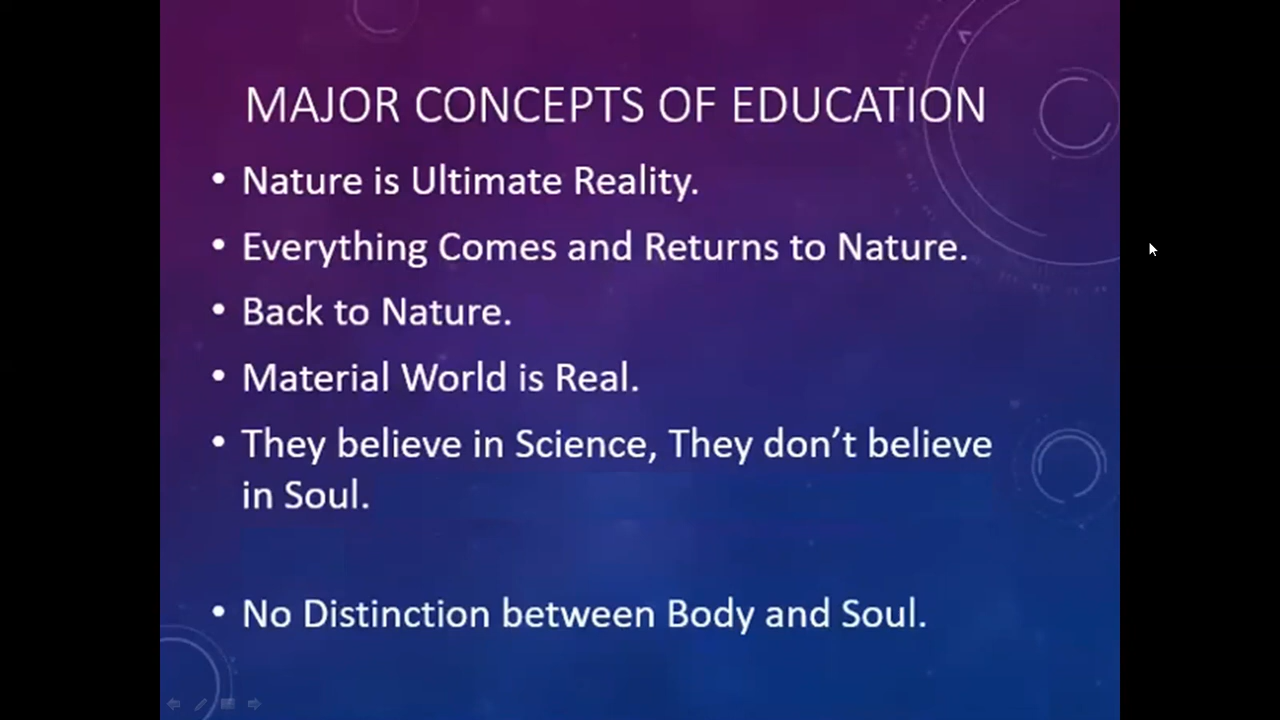 MAJOR CONCEPTS OF EDUCATION
• Nature is Ultimate Reality.
• Everything Comes and Returns to Nature.
• Back to Nature.
• Material World is Real.
• They believe in Science, They don’t believe
in Soul.
• No Distinction between Body and Soul.